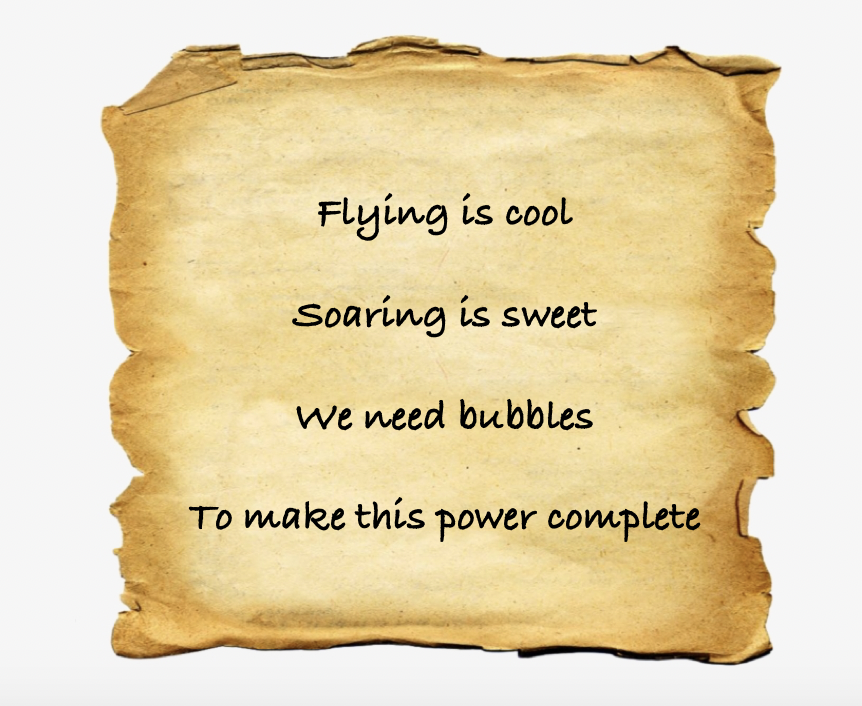 Flying is cool
Soaring is sweet
We need bubbles
To make this power complete